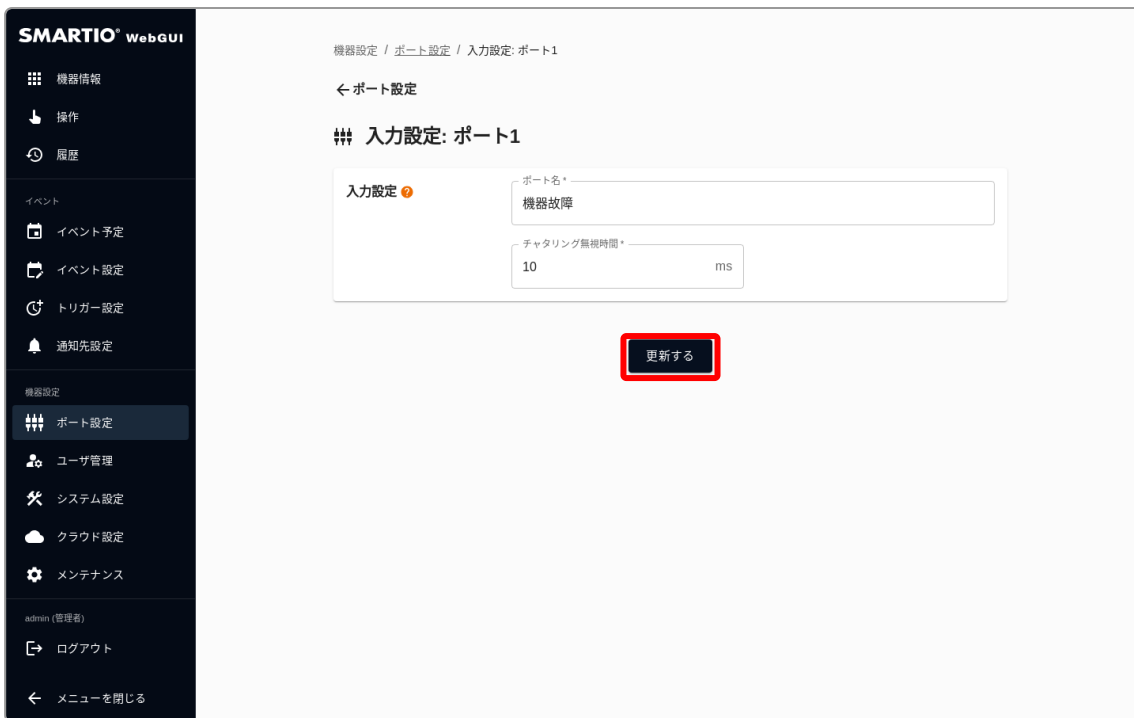 SMARTIO® WebGUI
機器情報
操作
履歴
イベント
イベント予定
イベント設定
トリガー設定
通知先設定
機器設定
ポート設定
ユーザ管理
システム設定
クラウド設定
メンテナンス
admin (管理者)
ログアウト
メニューを閉じる
機器設定 / ポート設定 / 入力設定: ポート1
ポート設定
入力設定: ポート1
入力設定 ?
ポート名 *
機器故障
チャタリング無視時間 *
10 ms
更新する